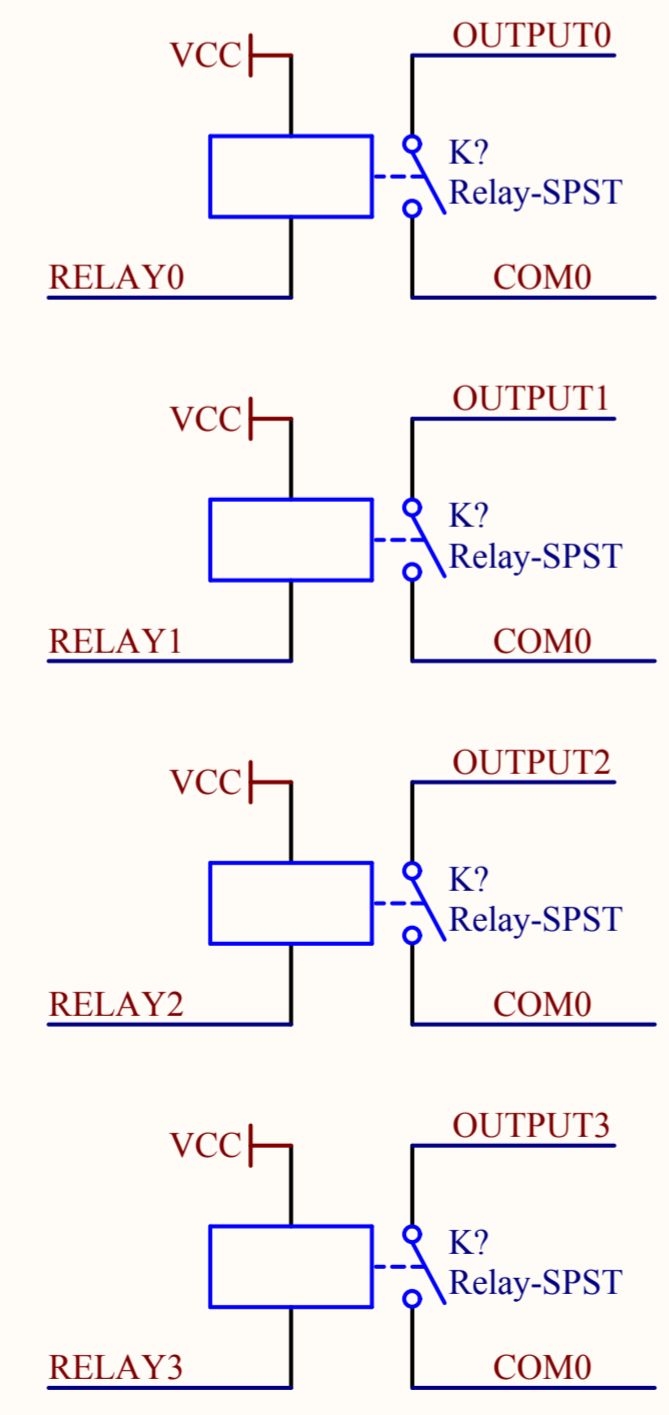 OUTPUT0
VCC
K?
Relay-SPST
RELAY0
COM0
OUTPUT1
VCC
K?
Relay-SPST
RELAY1
COM0
OUTPUT2
VCC
K?
Relay-SPST
RELAY2
COM0
OUTPUT3
VCC
K?
Relay-SPST
RELAY3
COM0